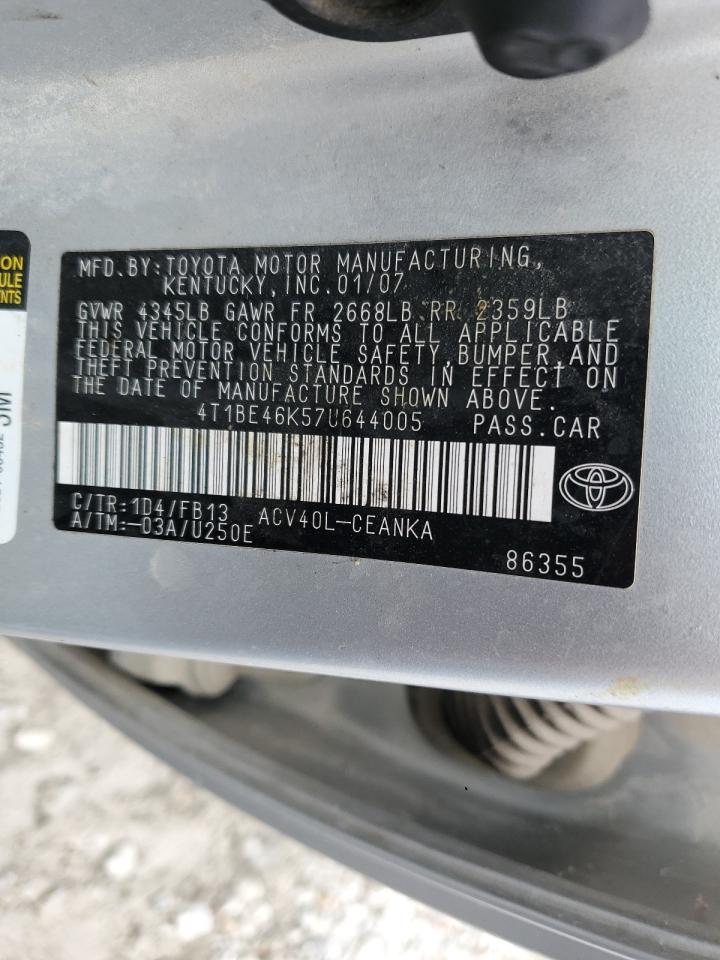 ON
ULE
ENTS
3M
MFD.BY:TOYOTA MOTOR MANUFACTURING,
KENTUCKY,INC.01/07
GVWR 4345LB GAWR FR 2668LB RR 2359LB
THIS VEHICLE CONFORMS TO ALL APPLICABLE
FEDERAL MOTOR VEHICLE SAFETY BUMPER,AND
THEFT PREVENTION STANDARDS IN EFFECT ON
THE DATE OF MANUFACTURE SHOWN ABOVE.
4T1BE46K57U644005 PASS.CAR
C/TR:1D4/FB13 ACV40L-CEANKA
A/TM:-03A/U250E
86355